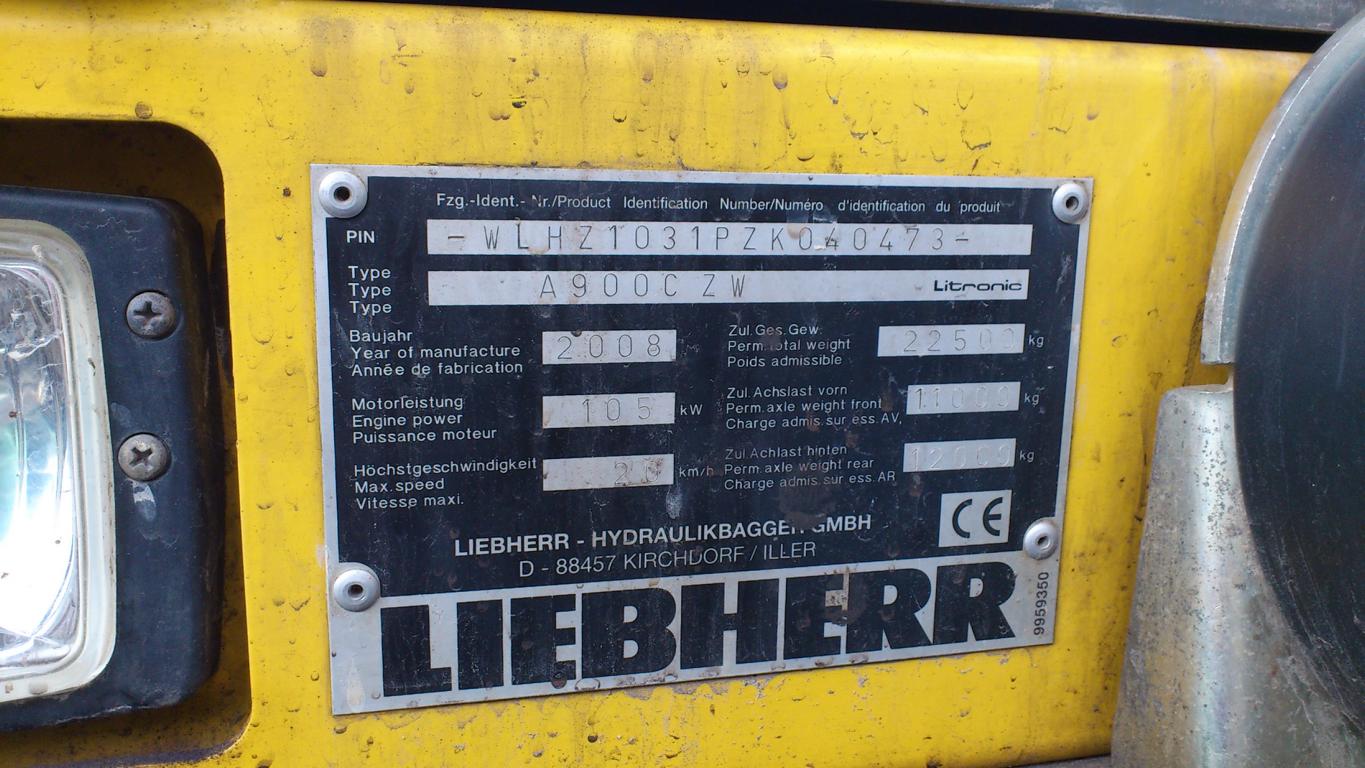 Fzg.-Ident.- Nr./Product Identification Number/Numéro d'identification du produit
PIN -WLHZ1031PZK040473-
Type
Type A900C ZW Litronic
Type
Baujahr
Year of manufacture 2008
Année de fabrication
Zul.Ges.Gew.
Perm.total weight 22500 kg
Poids admissible
Motorleistung
Engine power 105 kW
Puissance moteur
Zul.Achslast vorn
Perm.axle weight front 11000 kg
Charge admis.sur ess.AV,
Höchstgeschwindigkeit
Max.speed km/h
Vitesse maxi.
Zul.Achlast hinten
Perm.axle weight rear 12000 kg
Charge admis.sur ess.AR
CE
LIEBHERR - HYDRAULIKBAGGER GMBH
D - 88457 KIRCHDORF / ILLER
LIEBHERR
9959350